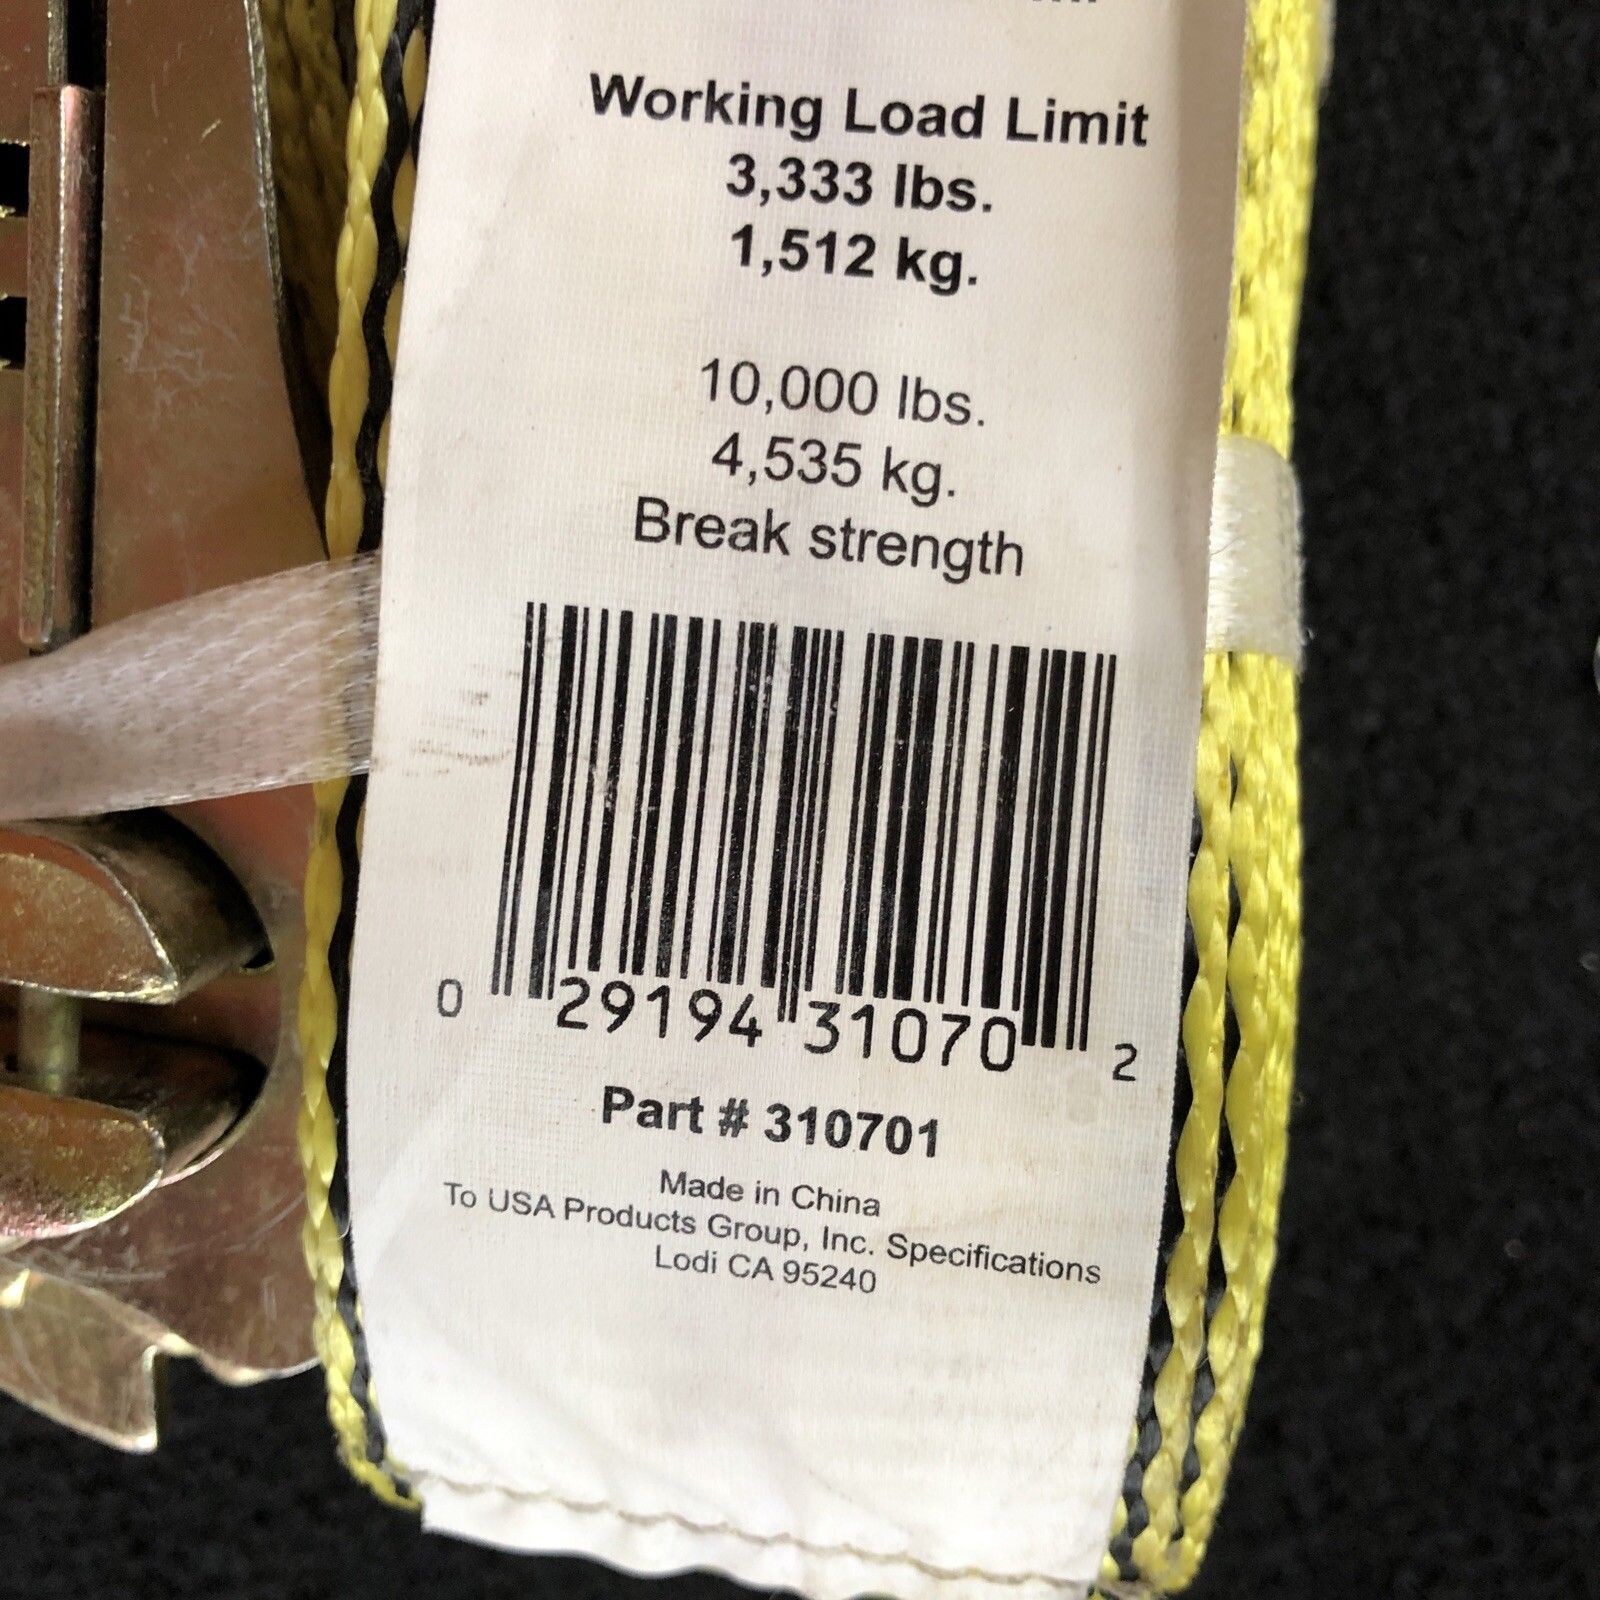 Working Load Limit
3,333 lbs.
1,512 kg.
10,000 lbs.
4,535 kg.
Break strength
0 29194 31070 2
Part # 310701
Made in China
To USA Products Group, Inc. Specifications
Lodi CA 95240